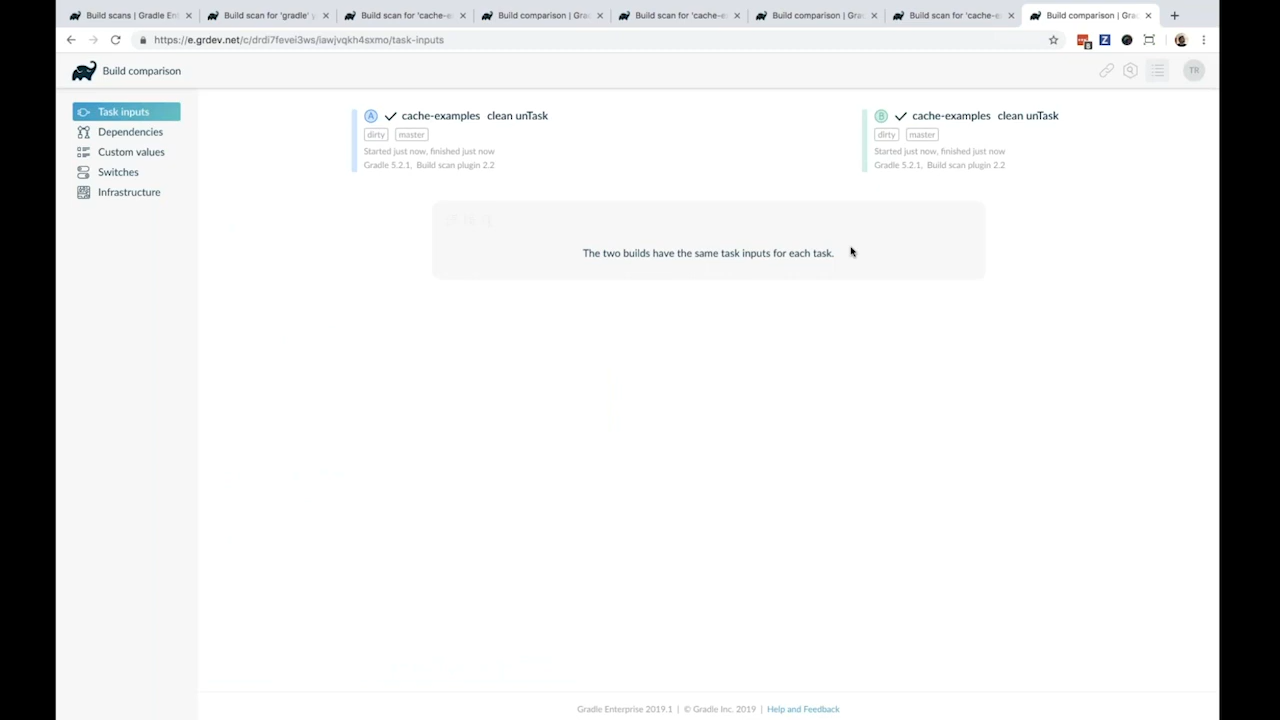 Build scans | Gradle En
Build scan for 'gradle'
Build scan for 'cache-e
Build comparison | Gra
Build scan for 'cache-e
Build comparison | Gra
Build scan for 'cache-e
Build comparison | Gra
https://e.grdev.net/c/drdi7fevei3ws/iawjvqkh4sxmo/task-inputs
Build comparison
TR
Task inputs
Dependencies
Custom values
Switches
Infrastructure
A cache-examples clean unTask
dirty master
Started just now, finished just now
Gradle 5.2.1, Build scan plugin 2.2
B cache-examples clean unTask
dirty master
Started just now, finished just now
Gradle 5.2.1, Build scan plugin 2.2
The two builds have the same task inputs for each task.
Gradle Enterprise 2019.1 | © Gradle Inc. 2019 | Help and Feedback